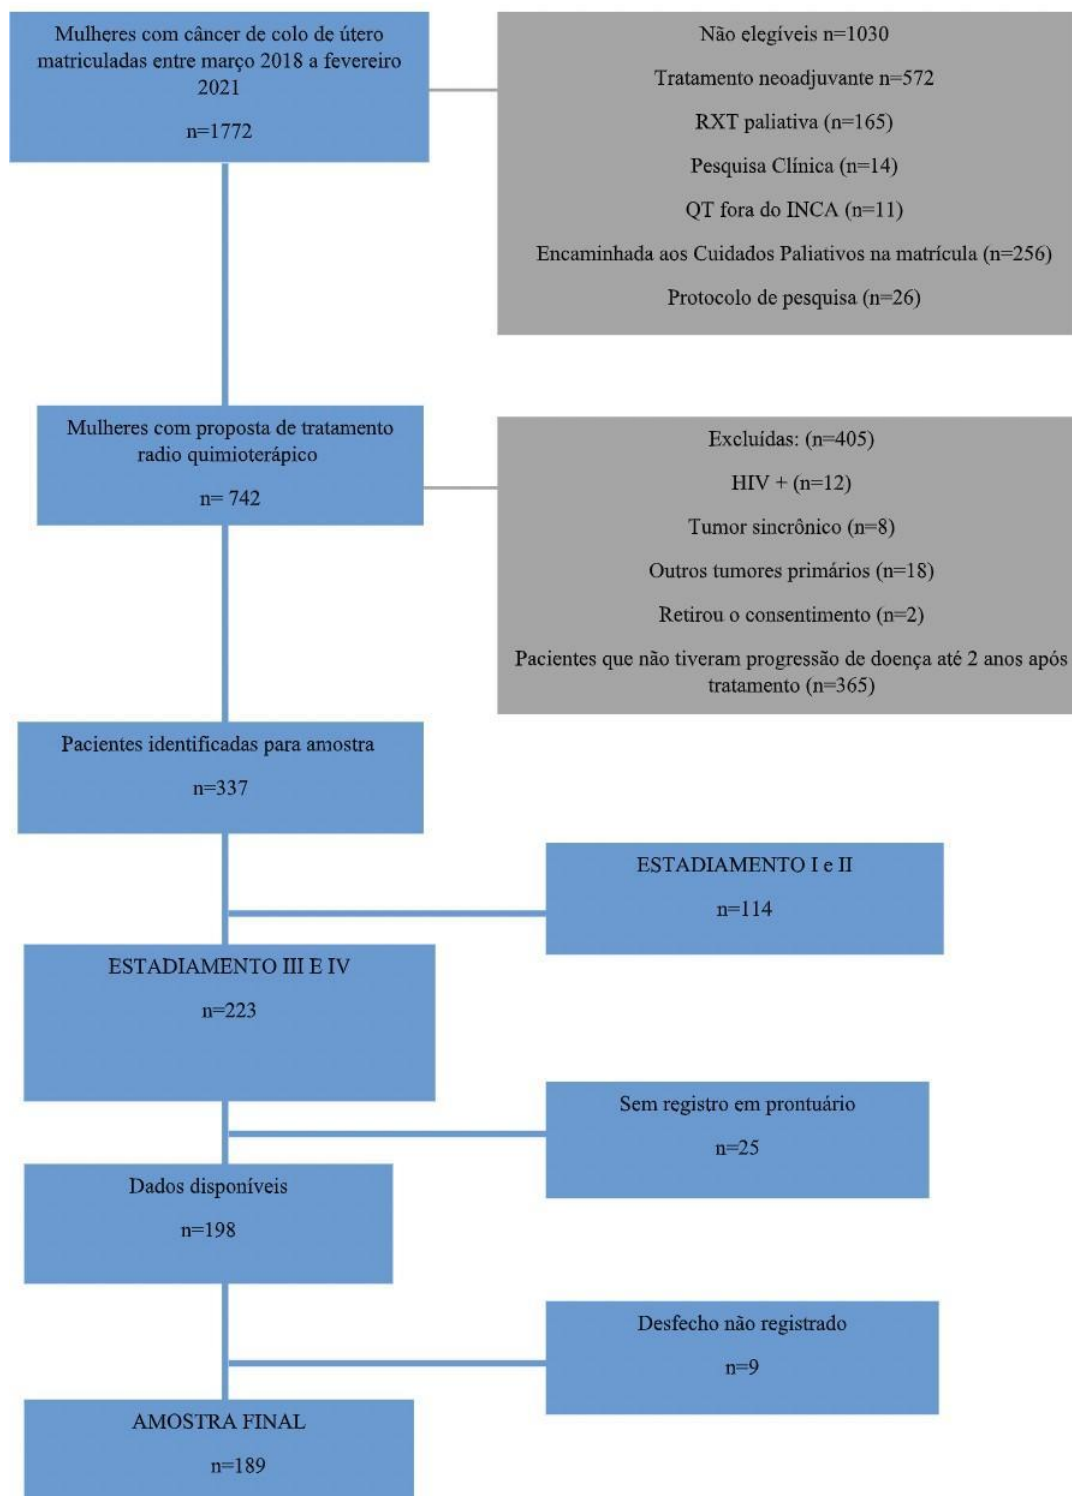 Mulheres com câncer de colo de útero
matriculadas entre março 2018 a fevereiro
2021
n=1772
Não elegíveis n=1030
Tratamento neoadjuvante n=572
RXT paliativa (n=165)
Pesquisa Clínica (n=14)
QT fora do INCA (n=11)
Encaminhada aos Cuidados Paliativos na matrícula (n=256)
Protocolo de pesquisa (n=26)
Mulheres com proposta de tratamento
radio quimioterápico
n= 742
Excluídas: (n=405)
HIV + (n=12)
Tumor sincrônico (n=8)
Outros tumores primários (n=18)
Retirou o consentimento (n=2)
Pacientes que não tiveram progressão de doença até 2 anos após
tratamento (n=365)
Pacientes identificadas para amostra
n=337
ESTADIAMENTO I e II
n=114
ESTADIAMENTO III E IV
n=223
Sem registro em prontuário
n=25
Dados disponíveis
n=198
Desfecho não registrado
n=9
AMOSTRA FINAL
n=189